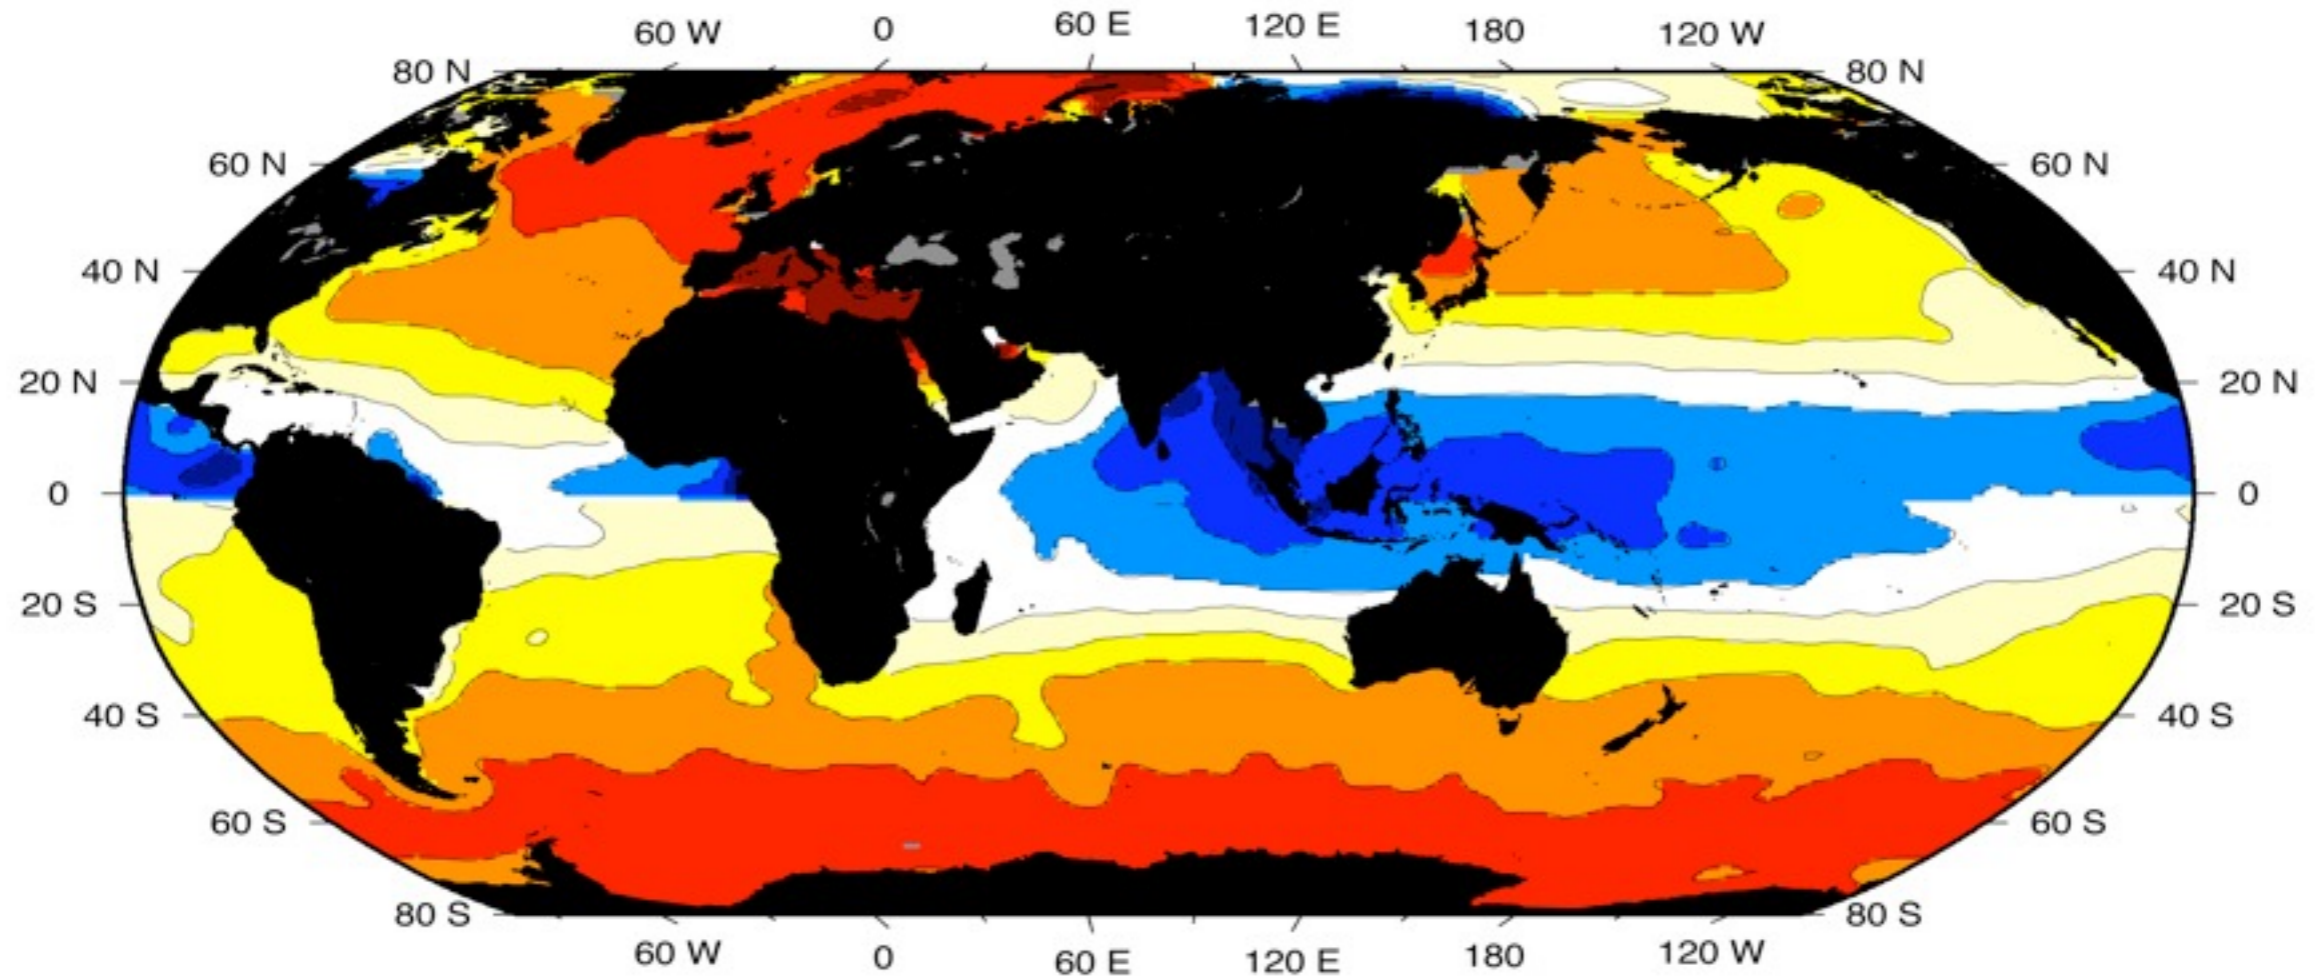 60 W 0 60 E 120 E 180 120 W
80 N 80 N
60 N 60 N
40 N 40 N
20 N 20 N
0 0
20 S 20 S
40 S 40 S
60 S 60 S
80 S 80 S
60 W 0 60 E 120 E 180 120 W